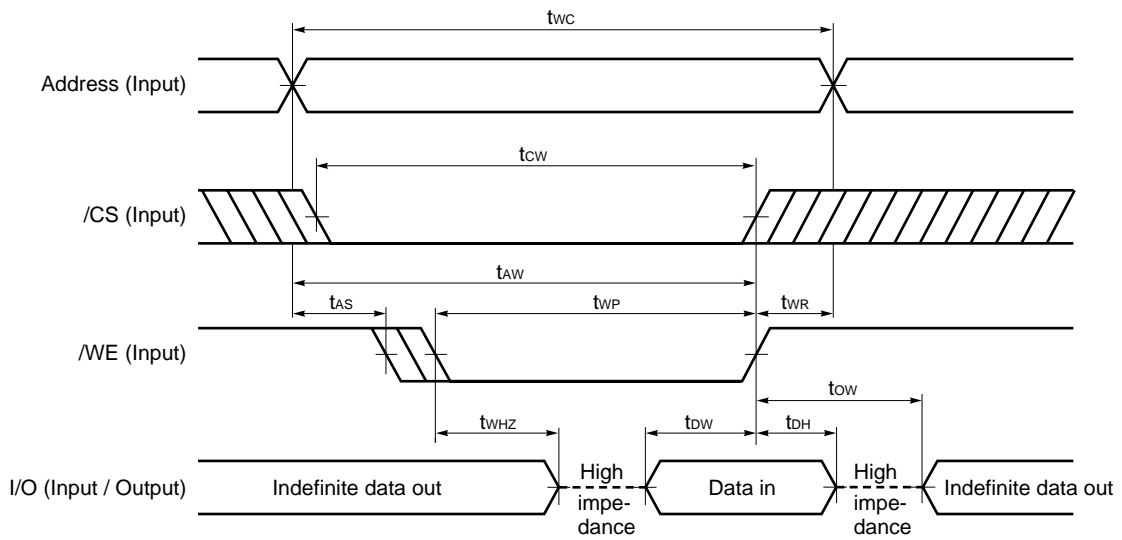 tWC
Address (Input)
tCW
/CS (Input)
tAW
tAS
tWP
tWR
/WE (Input)
tOW
tWHZ
tDW
tDH
I/O (Input / Output)
Indefinite data out
High
impe-
dance
Data in
High
impe-
dance
Indefinite data out